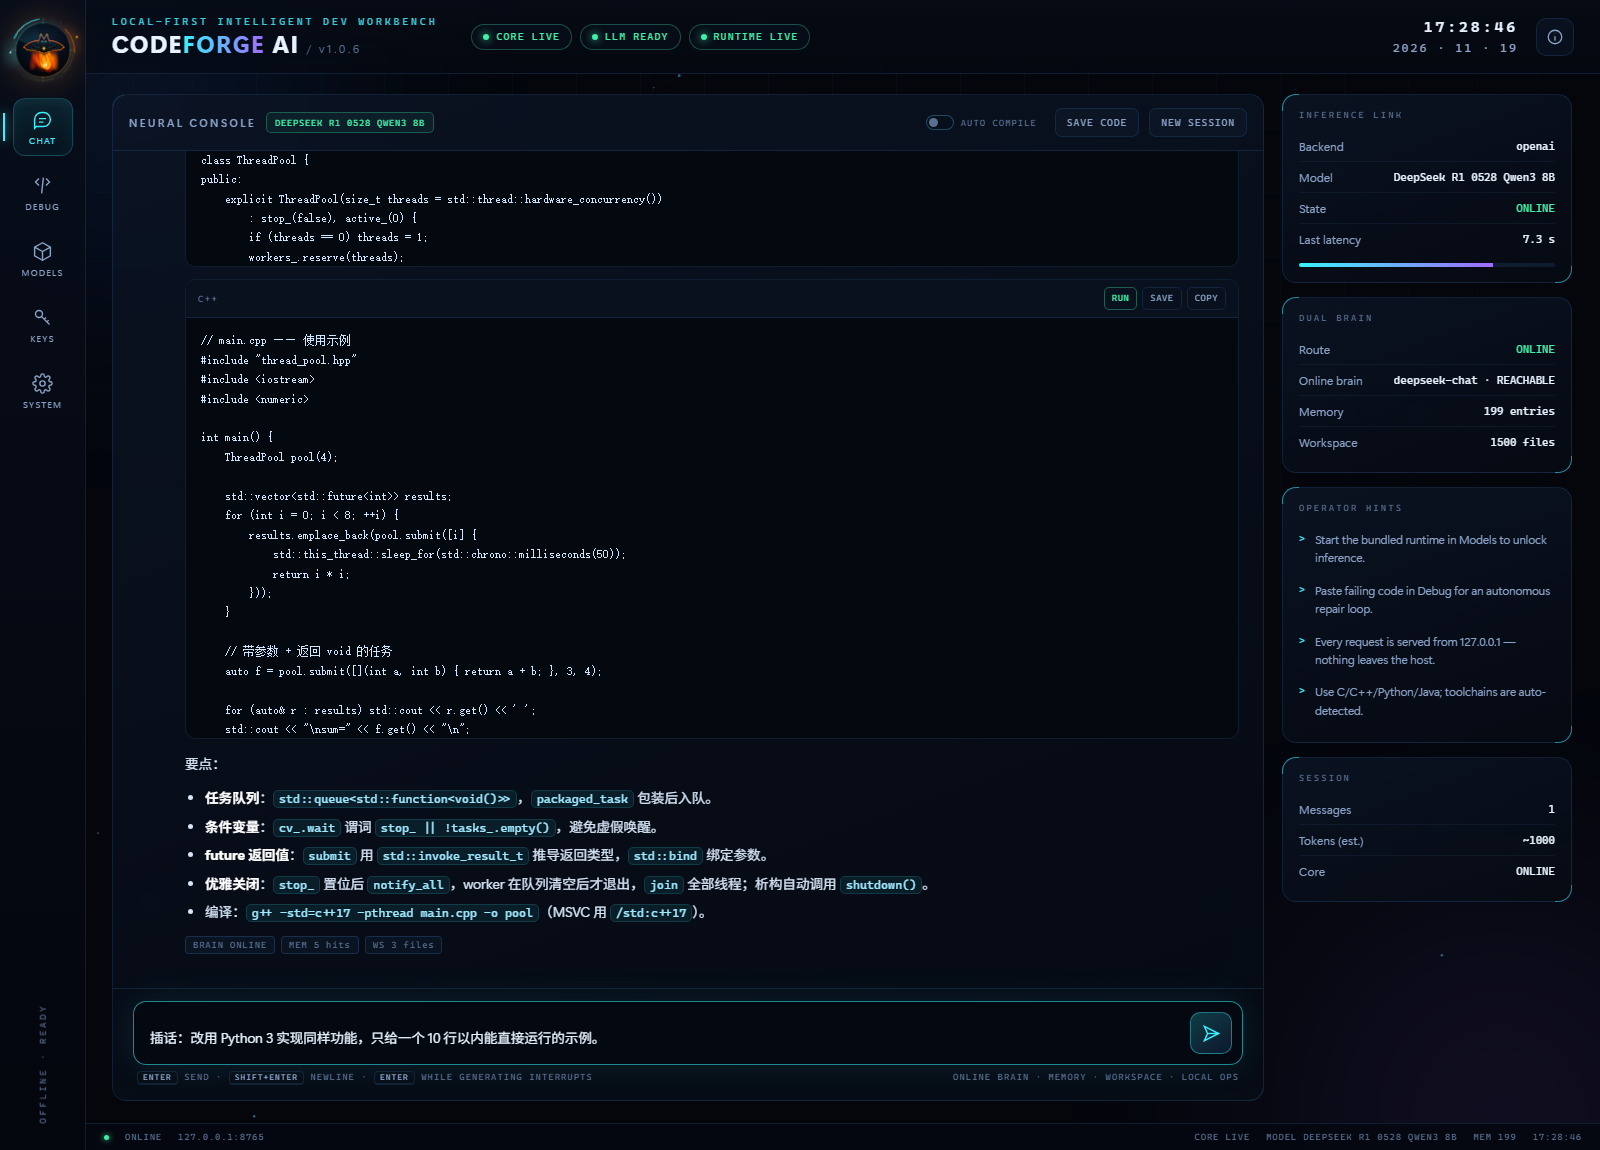 LOCAL-FIRST INTELLIGENT DEV WORKBENCH
CODEFORGE AI / v1.0.6
CORE LIVE
LLM READY
RUNTIME LIVE
17:28:46
2026 · 11 · 19
CHAT
DEBUG
MODELS
KEYS
SYSTEM
OFFLINE · READY
NEURAL CONSOLE
DEEPSEEK R1 0528 QWEN3 8B
AUTO COMPILE
SAVE CODE
NEW SESSION
class ThreadPool {
public:
    explicit ThreadPool(size_t threads = std::thread::hardware_concurrency())
        : stop_(false), active_(0) {
        if (threads == 0) threads = 1;
        workers_.reserve(threads);
C++
RUN
SAVE
COPY
// main.cpp —— 使用示例
#include "thread_pool.hpp"
#include <iostream>
#include <numeric>
int main() {
    ThreadPool pool(4);
    std::vector<std::future<int>> results;
    for (int i = 0; i < 8; ++i) {
        results.emplace_back(pool.submit([i] {
            std::this_thread::sleep_for(std::chrono::milliseconds(50));
            return i * i;
        }));
    }
    // 带参数 + 返回 void 的任务
    auto f = pool.submit([](int a, int b) { return a + b; }, 3, 4);
    for (auto& r : results) std::cout << r.get() << ' ';
    std::cout << "\nsum=" << f.get() << "\n";
要点：
• 任务队列：std::queue<std::function<void()>>，packaged_task 包装后入队。
• 条件变量：cv_.wait 谓词 stop_ || !tasks_.empty()，避免虚假唤醒。
• future 返回值：submit 用 std::invoke_result_t 推导返回类型，std::bind 绑定参数。
• 优雅关闭：stop_ 置位后 notify_all，worker 在队列清空后才退出，join 全部线程；析构自动调用 shutdown()。
• 编译：g++ -std=c++17 -pthread main.cpp -o pool（MSVC 用 /std:c++17）。
BRAIN ONLINE
MEM 5 hits
WS 3 files
插话：改用 Python 3 实现同样功能，只给一个 10 行以内能直接运行的示例。
ENTER SEND · SHIFT+ENTER NEWLINE · ENTER WHILE GENERATING INTERRUPTS
ONLINE BRAIN · MEMORY · WORKSPACE · LOCAL OPS
INFERENCE LINK
Backend openai
Model DeepSeek R1 0528 Qwen3 8B
State ONLINE
Last latency 7.3 s
DUAL BRAIN
Route ONLINE
Online brain deepseek-chat · REACHABLE
Memory 199 entries
Workspace 1500 files
OPERATOR HINTS
> Start the bundled runtime in Models to unlock
inference.
> Paste failing code in Debug for an autonomous
repair loop.
> Every request is served from 127.0.0.1 —
nothing leaves the host.
> Use C/C++/Python/Java; toolchains are auto-
detected.
SESSION
Messages 1
Tokens (est.) ~1000
Core ONLINE
ONLINE 127.0.0.1:8765
CORE LIVE MODEL DEEPSEEK R1 0528 QWEN3 8B MEM 199 17:28:46